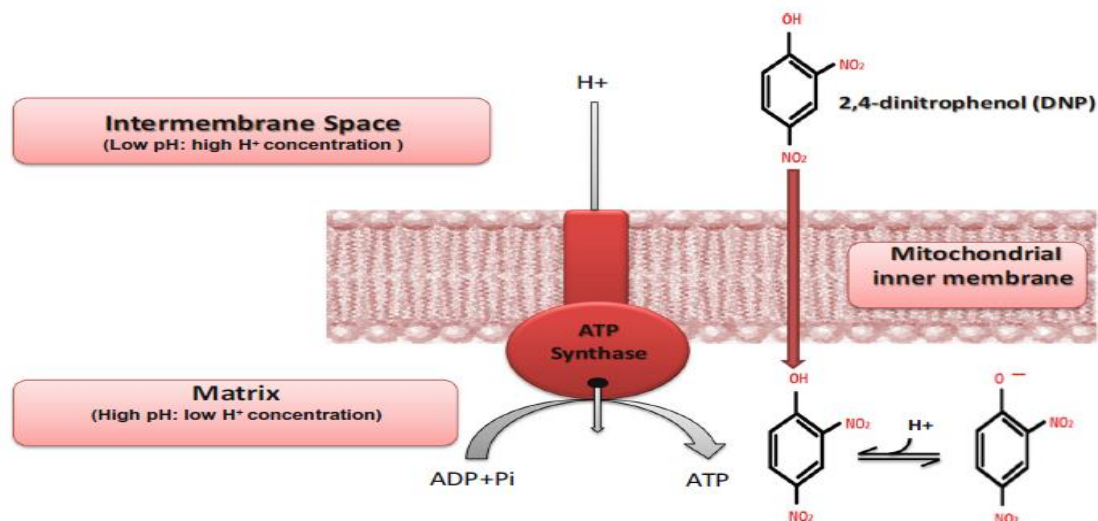 OH
NO₂
2,4-dinitrophenol (DNP)
NO₂
H+
Intermembrane Space
(Low pH: high H⁺ concentration )
Mitochondrial
inner membrane
ATP
Synthase
Matrix
(High pH: low H⁺ concentration)
ADP+Pi
ATP
OH
NO₂
NO₂
H+
O —
NO₂
NO₂